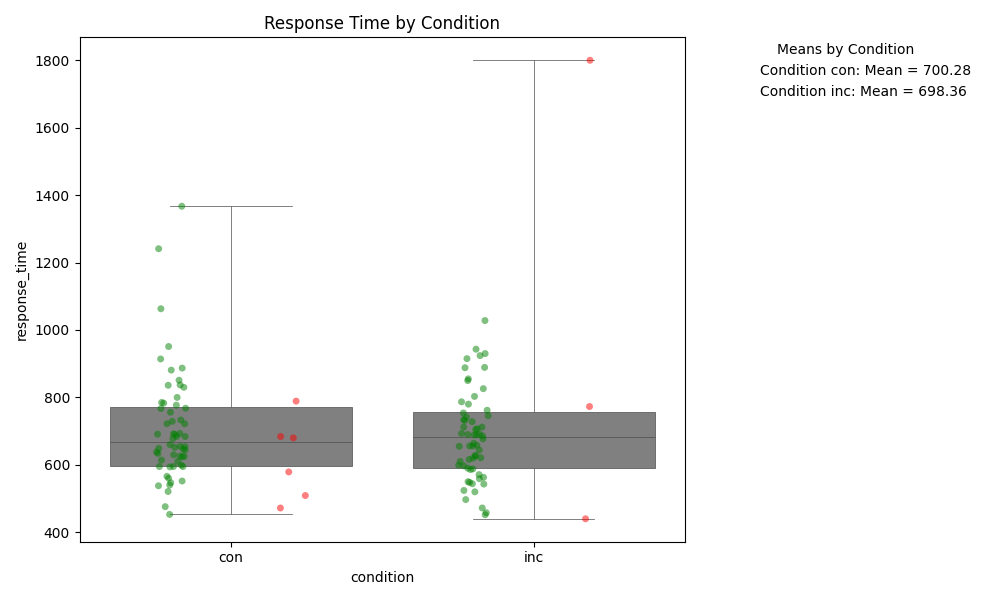 Response Time by Condition
Means by Condition
Condition con: Mean = 700.28
Condition inc: Mean = 698.36
1800
1600
1400
1200
1000
800
600
400
response_time
con
inc
condition